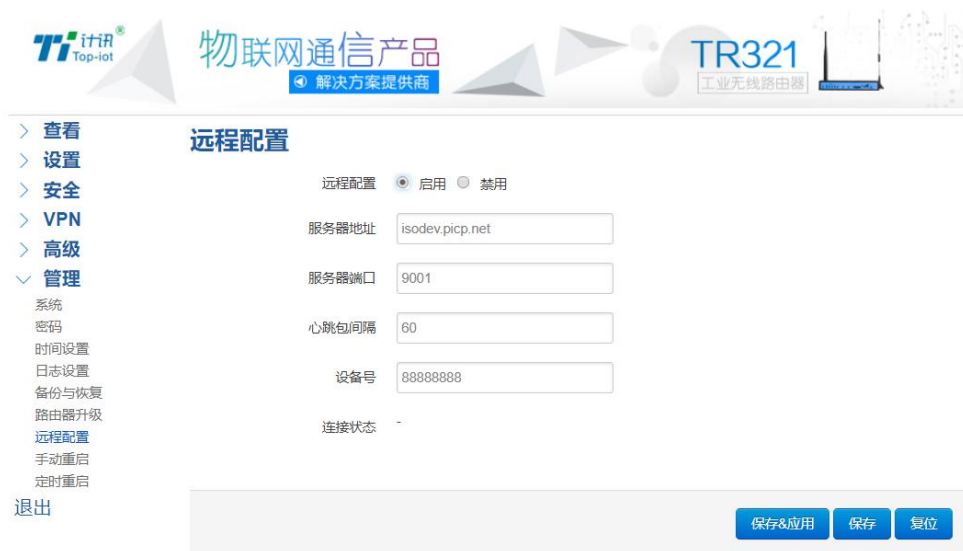 计讯®
Top-iot
物联网通信产品
解决方案提供商
TR321
工业无线路由器
查看
设置
安全
VPN
高级
管理
系统
密码
时间设置
日志设置
备份与恢复
路由器升级
远程配置
手动重启
定时重启
退出
远程配置
远程配置 启用 禁用
服务器地址 isodev.picp.net
服务器端口 9001
心跳包间隔 60
设备号 88888888
连接状态 -
保存&应用 保存 复位